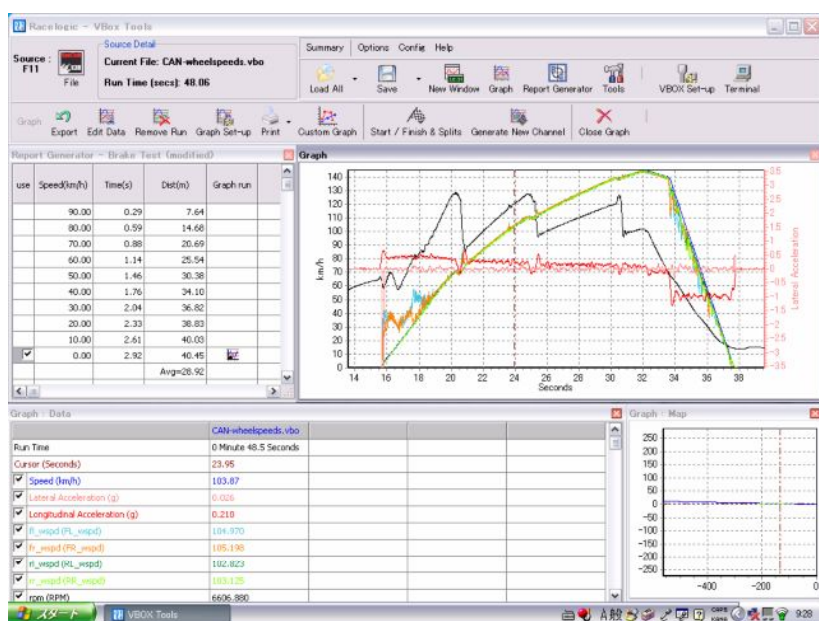 Racelogic - VBox Tools
Source : F11
File
Source Detail
Current File: CAN-wheelspeeds.vbo
Run Time (secs): 48.06
Summary Options Config Help
Load All Save New Window Graph Report Generator Tools VBOX Set-up Terminal
Graph Export Edit Data Remove Run Graph Set-up Print Custom Graph Start / Finish & Splits Generate New Channel Close Graph
Report Generator - Brake Test (modified)
use Speed(km/h) Time(s) Dist(m) Graph run
90.00 0.29 7.64
80.00 0.59 14.68
70.00 0.88 20.69
60.00 1.14 25.54
50.00 1.46 30.38
40.00 1.76 34.10
30.00 2.04 36.82
20.00 2.33 38.83
10.00 2.61 40.03
0.00 2.92 40.45
Avg=28.92
Graph
km/h
140
130
120
110
100
90
80
70
60
50
40
30
20
10
0
14 16 18 20 22 24 26 28 30 32 34 36 38
Seconds
3.5
3
2.5
2
1.5
1
0.5
0
-0.5
-1
-1.5
-2
-2.5
-3
-3.5
Lateral Acceleration
Graph : Data
CAN-wheelspeeds.vbo
Run Time 0 Minute 48.5 Seconds
Cursor (Seconds) 23.95
Speed (km/h) 103.87
Lateral Acceleration (g) 0.026
Longitudinal Acceleration (g) 0.210
fl_wspd (FL_wspd) 104.970
fr_wspd (FR_wspd) 105.198
rl_wspd (RL_wspd) 102.823
rr_wspd (RR_wspd) 103.125
rpm (RPM) 6606.880
Graph : Map
250
200
150
100
50
0
-50
-100
-150
-200
-250
-400 -200 0
スタート
VBOX Tools
A 般
CAPS
KANA
9:28